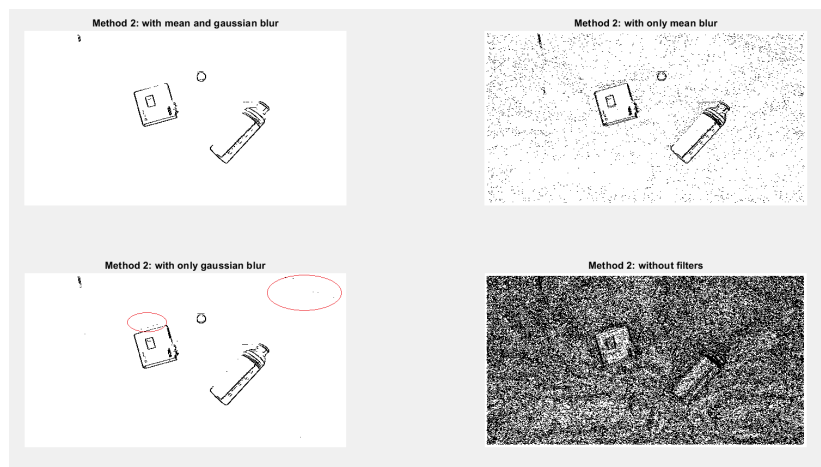 Method 2: with mean and gaussian blur
Method 2: with only mean blur
Method 2: with only gaussian blur
Method 2: without filters